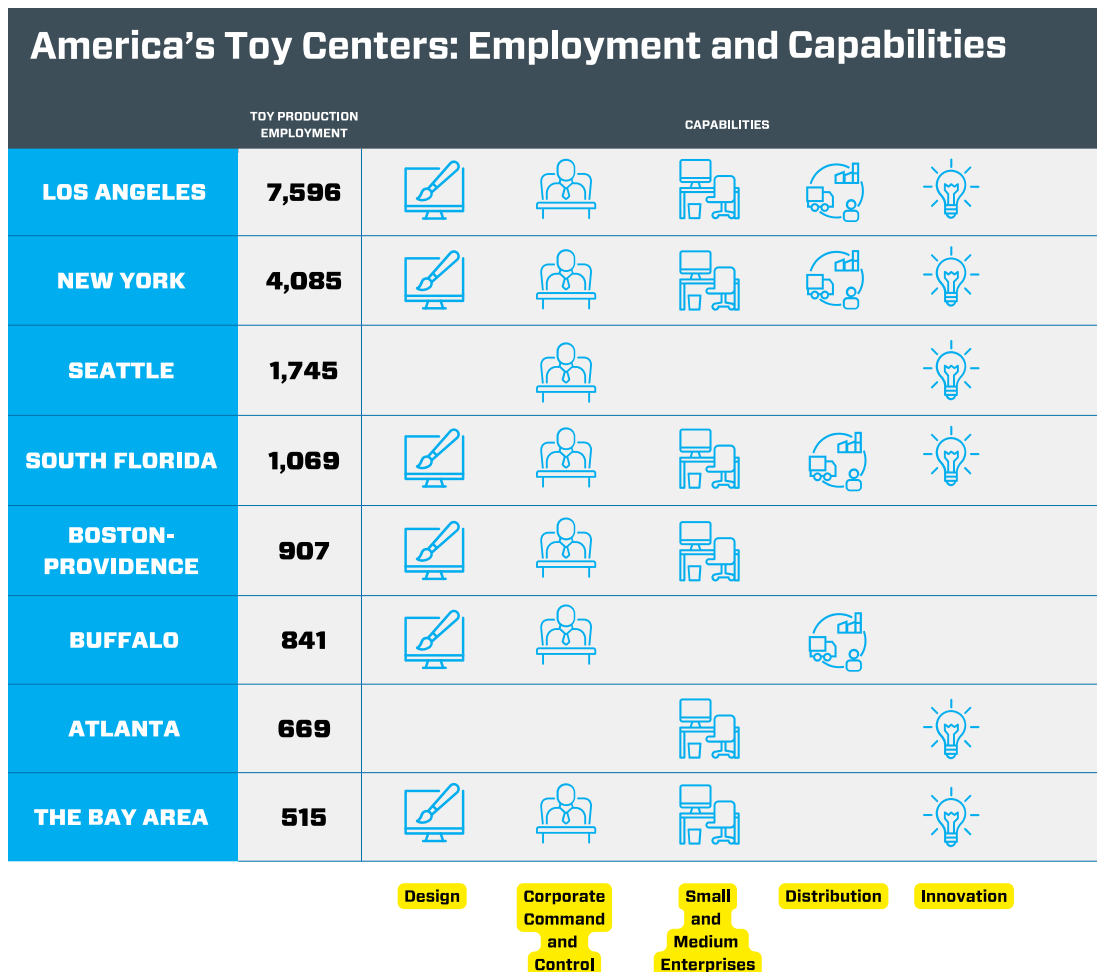 America's Toy Centers: Employment and Capabilities
TOY PRODUCTION
EMPLOYMENT
CAPABILITIES
LOS ANGELES 7,596
NEW YORK 4,085
SEATTLE 1,745
SOUTH FLORIDA 1,069
BOSTON-
PROVIDENCE
907
BUFFALO 841
ATLANTA 669
THE BAY AREA 515
Design
Corporate
Command
and
Control
Small
and
Medium
Enterprises
Distribution
Innovation